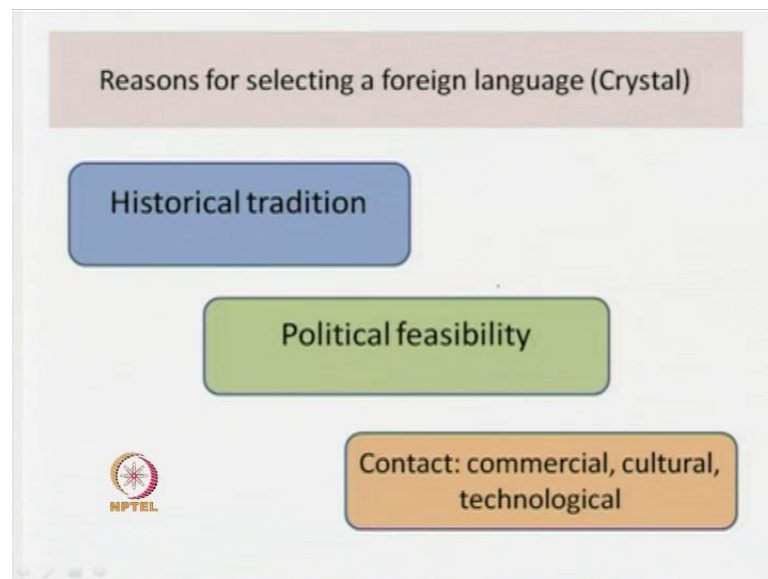 Reasons for selecting a foreign language (Crystal)
Historical tradition
Political feasibility
Contact: commercial, cultural,
technological
NPTEL